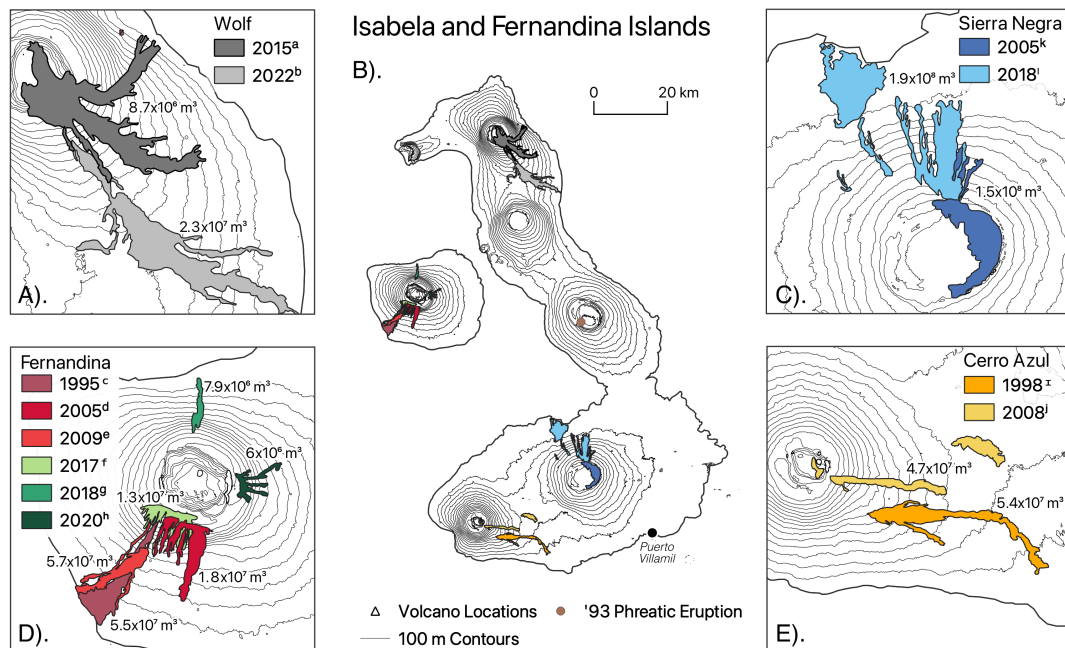 Isabela and Fernandina Islands
Wolf
2015ᵃ
2022ᵇ
8.7x10⁶ m³
2.3x10⁷ m³
A).
B).
0 20 km
Puerto
Villamil
Volcano Locations
'93 Phreatic Eruption
100 m Contours
Sierra Negra
2005ᵏ
2018ˡ
1.9x10⁸ m³
1.5x10⁸ m³
C).
Fernandina
1995ᶜ
2005ᵈ
2009ᵉ
2017ᶠ
2018ᵍ
2020ʰ
7.9x10⁶ m³
6x10⁶ m³
1.3x10⁷ m³
5.7x10⁷ m³
1.8x10⁷ m³
5.5x10⁷ m³
D).
Cerro Azul
1998ᶦ
2008ʲ
4.7x10⁷ m³
5.4x10⁷ m³
E).